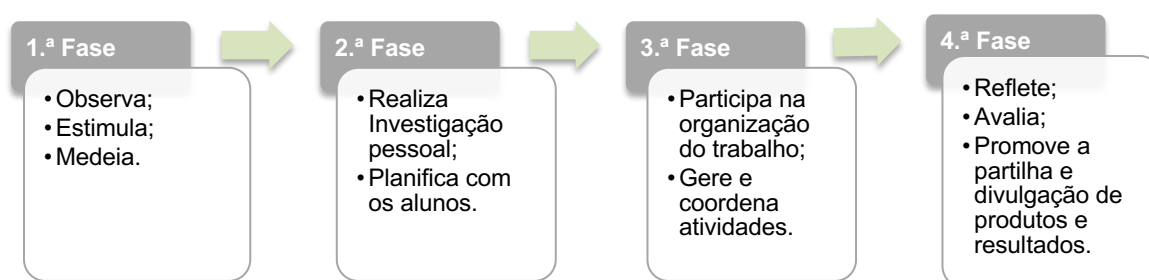 1.ª Fase
• Observa;
• Estimula;
• Medeia.
2.ª Fase
• Realiza
Investigação
pessoal;
• Planifica com
os alunos.
3.ª Fase
• Participa na
organização
do trabalho;
• Gere e
coordena
atividades.
4.ª Fase
• Reflete;
• Avalia;
• Promove a
partilha e
divulgação de
produtos e
resultados.